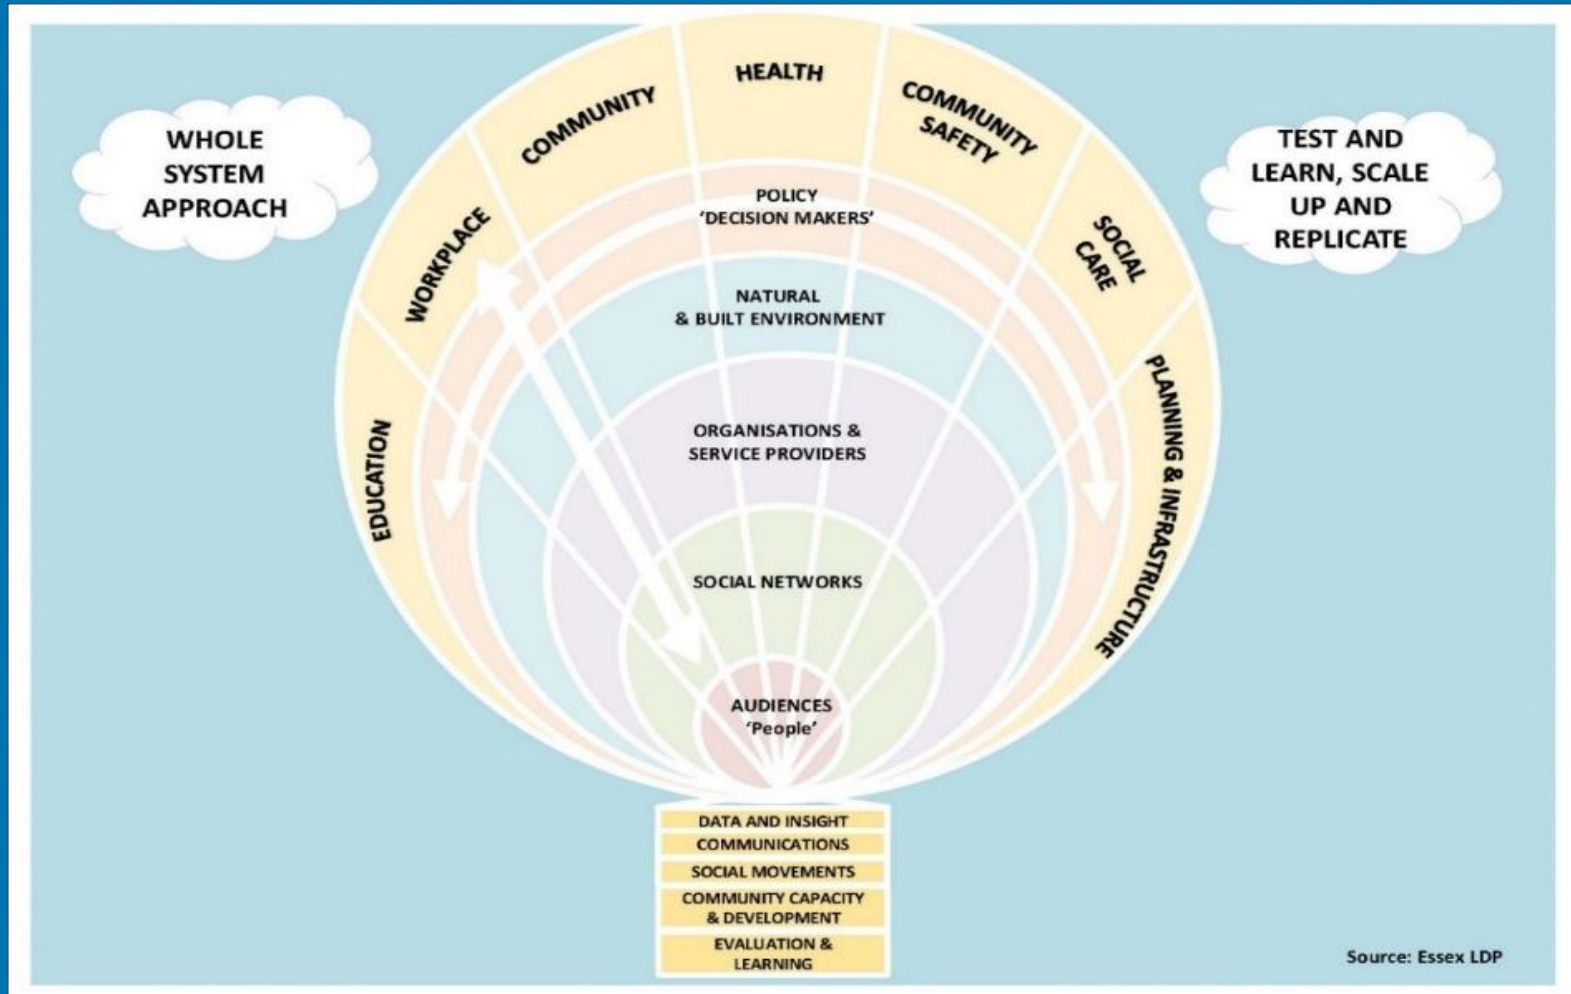 WHOLE
SYSTEM
APPROACH
EDUCATION
WORKPLACE
COMMUNITY
HEALTH
COMMUNITY
SAFETY
SOCIAL
CARE
PLANNING & INFRASTRUCTURE
TEST AND
LEARN, SCALE
UP AND
REPLICATE
POLICY
‘DECISION MAKERS’
NATURAL
& BUILT ENVIRONMENT
ORGANISATIONS &
SERVICE PROVIDERS
SOCIAL NETWORKS
AUDIENCES
‘People’
DATA AND INSIGHT
COMMUNICATIONS
SOCIAL MOVEMENTS
COMMUNITY CAPACITY
& DEVELOPMENT
EVALUATION &
LEARNING
Source: Essex LDP